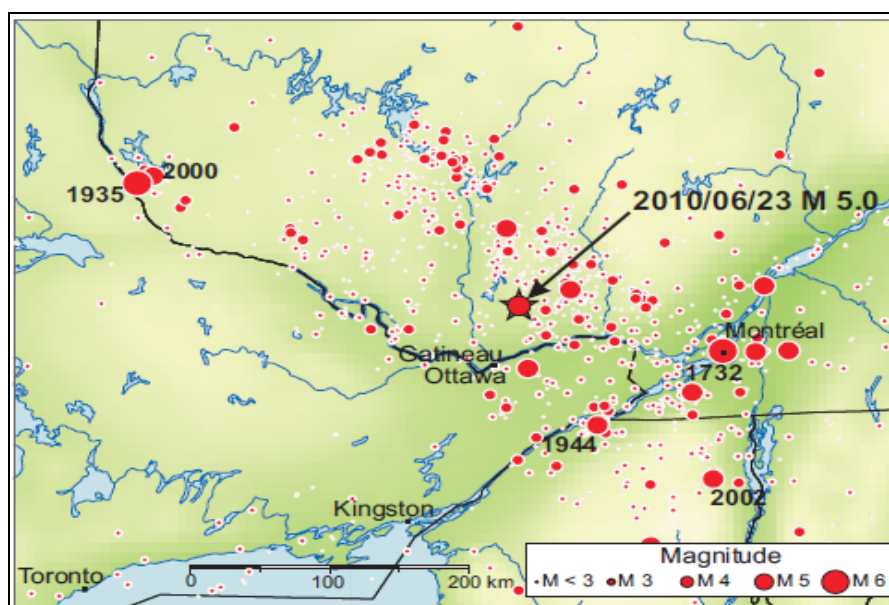 2000
1935
2010/06/23 M 5.0
Montréal
Gatineau
Ottawa
1732
1944
2002
Kingston
Toronto
0 100 200 km
Magnitude
M < 3 M 3 M 4 M 5 M 6